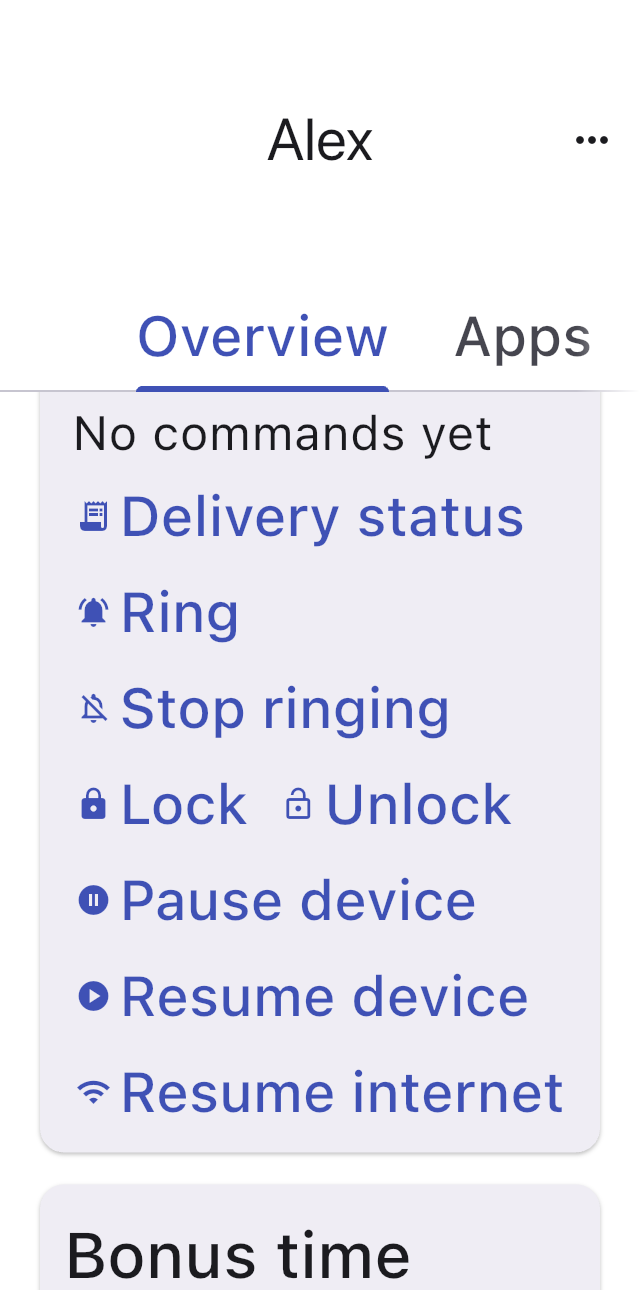 Alex
Overview Apps
No commands yet
Delivery status
Ring
Stop ringing
Lock Unlock
Pause device
Resume device
Resume internet
Bonus time